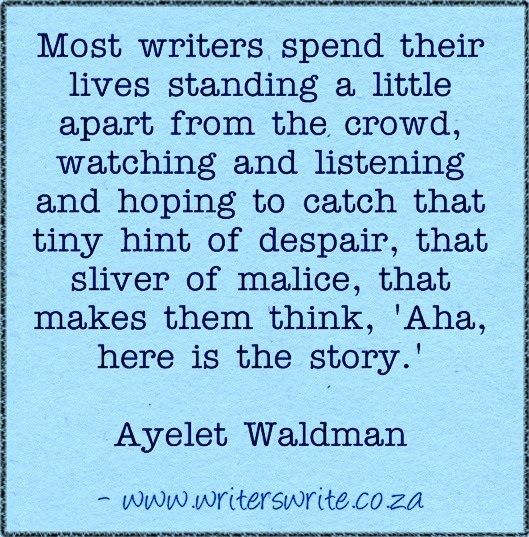 Most writers spend their
lives standing a little
apart from the crowd,
watching and listening
and hoping to catch that
tiny hint of despair, that
sliver of malice, that
makes them think, 'Aha,
here is the story.'
Ayelet Waldman
- www.writerswrite.co.za